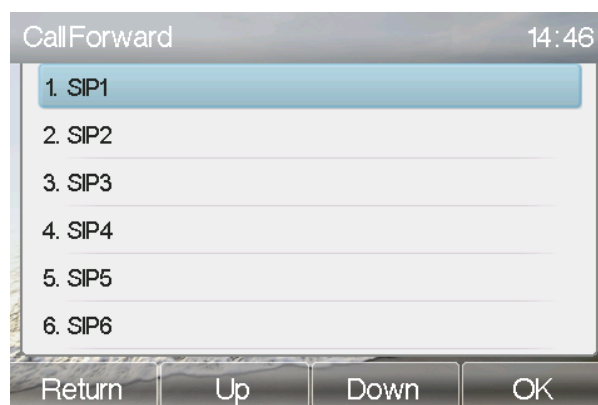 CallForward 14:46
1. SIP1
2. SIP2
3. SIP3
4. SIP4
5. SIP5
6. SIP6
Return Up Down OK